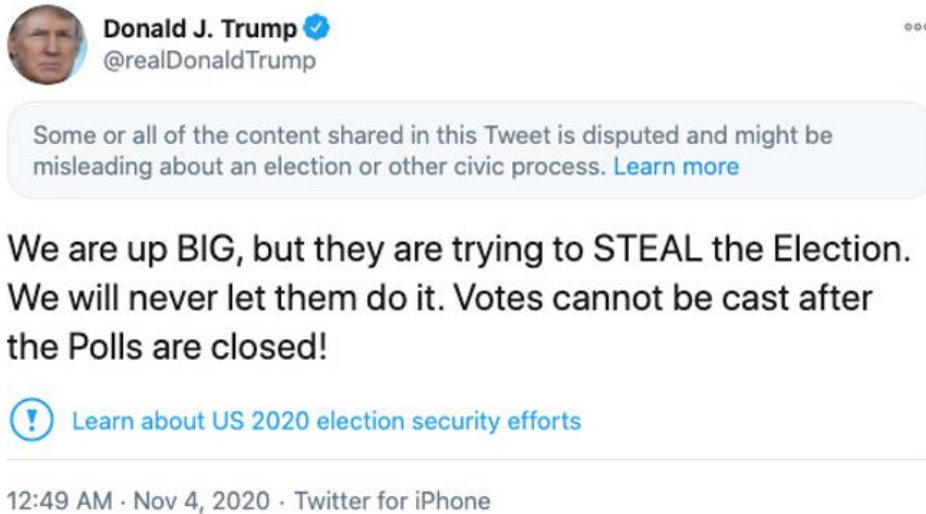 Donald J. Trump
@realDonaldTrump
Some or all of the content shared in this Tweet is disputed and might be
misleading about an election or other civic process. Learn more
We are up BIG, but they are trying to STEAL the Election.
We will never let them do it. Votes cannot be cast after
the Polls are closed!
Learn about US 2020 election security efforts
12:49 AM · Nov 4, 2020 · Twitter for iPhone